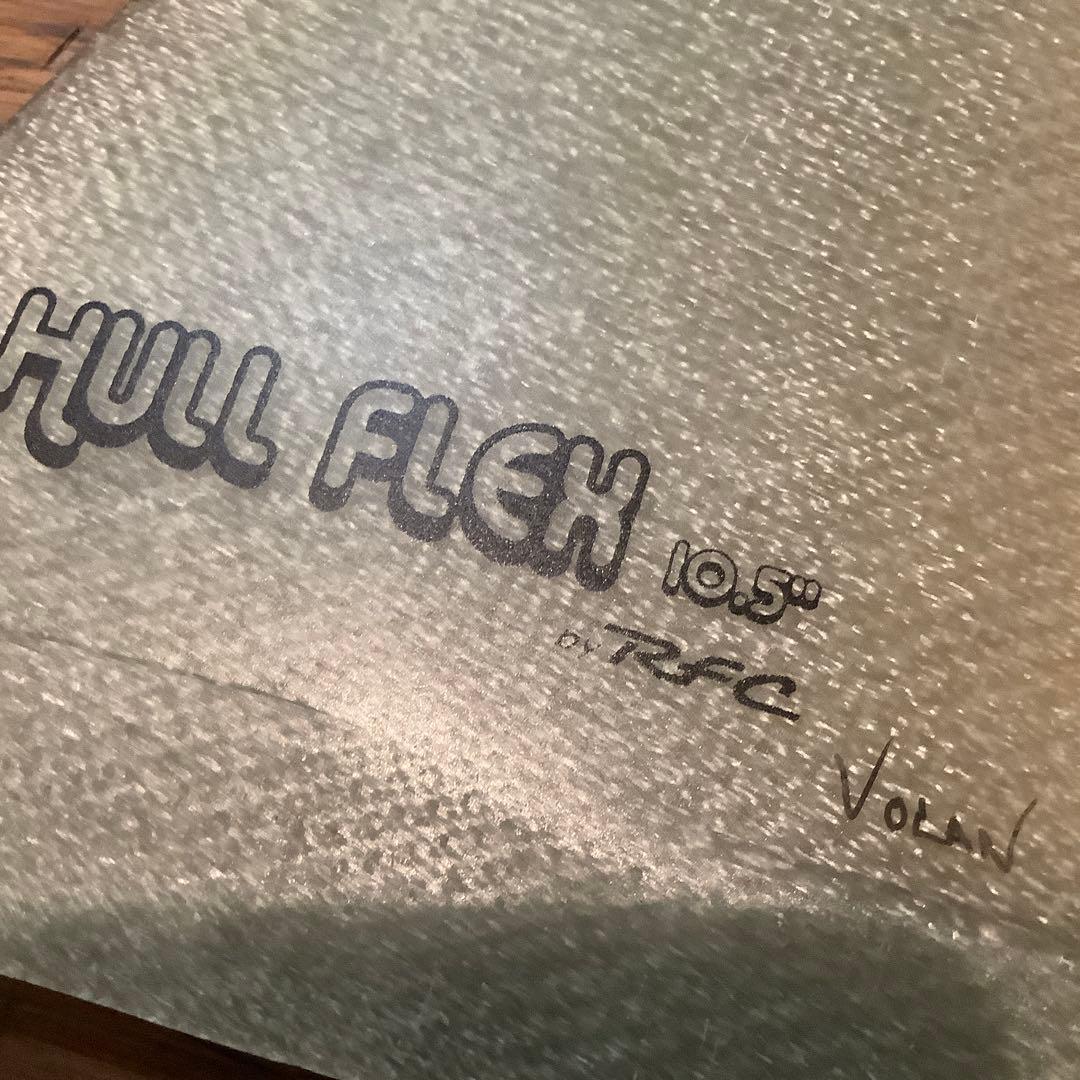 HULL FLEX 10.5"
BY RFC
VOLAN